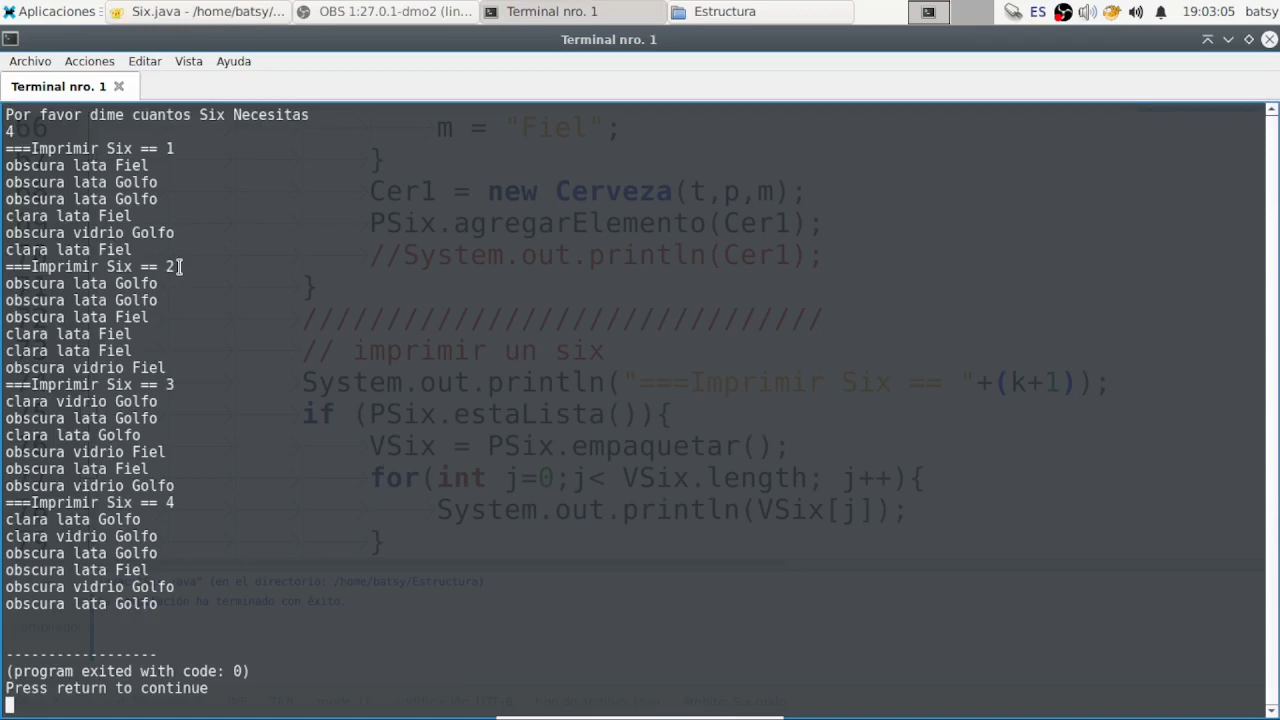 Aplicaciones
Six.java - /home/batsy/...
OBS 1:27.0.1-dmo2 (lin...
Terminal nro. 1
Estructura
ES
19:03:05
batsy
Terminal nro. 1
Archivo Acciones Editar Vista Ayuda
Terminal nro. 1
Por favor dime cuantos Six Necesitas
4
===Imprimir Six == 1
obscura lata Fiel
obscura lata Golfo
obscura lata Golfo
clara lata Fiel
obscura vidrio Golfo
clara lata Fiel
===Imprimir Six == 2
obscura lata Golfo
obscura lata Golfo
obscura lata Fiel
clara lata Fiel
clara lata Fiel
obscura vidrio Fiel
===Imprimir Six == 3
clara vidrio Golfo
obscura lata Golfo
clara lata Golfo
obscura vidrio Fiel
obscura lata Fiel
obscura vidrio Golfo
===Imprimir Six == 4
clara lata Golfo
clara vidrio Golfo
obscura lata Golfo
obscura lata Fiel
obscura vidrio Golfo
obscura lata Golfo
------------------
(program exited with code: 0)
Press return to continue
66
m = "Fiel";
}
Cer1 = new Cerveza(t,p,m);
PSix.agregarElemento(Cer1);
//System.out.println(Cer1);
}
///////////////////////////////
// imprimir un six
System.out.println("===Imprimir Six == "+(k+1));
if (PSix.estaLista()){
VSix = PSix.empaquetar();
for(int j=0;j< VSix.length; j++){
System.out.println(VSix[j]);
}
java" (en el directorio: /home/batsy/Estructura)
ha terminado con éxito.